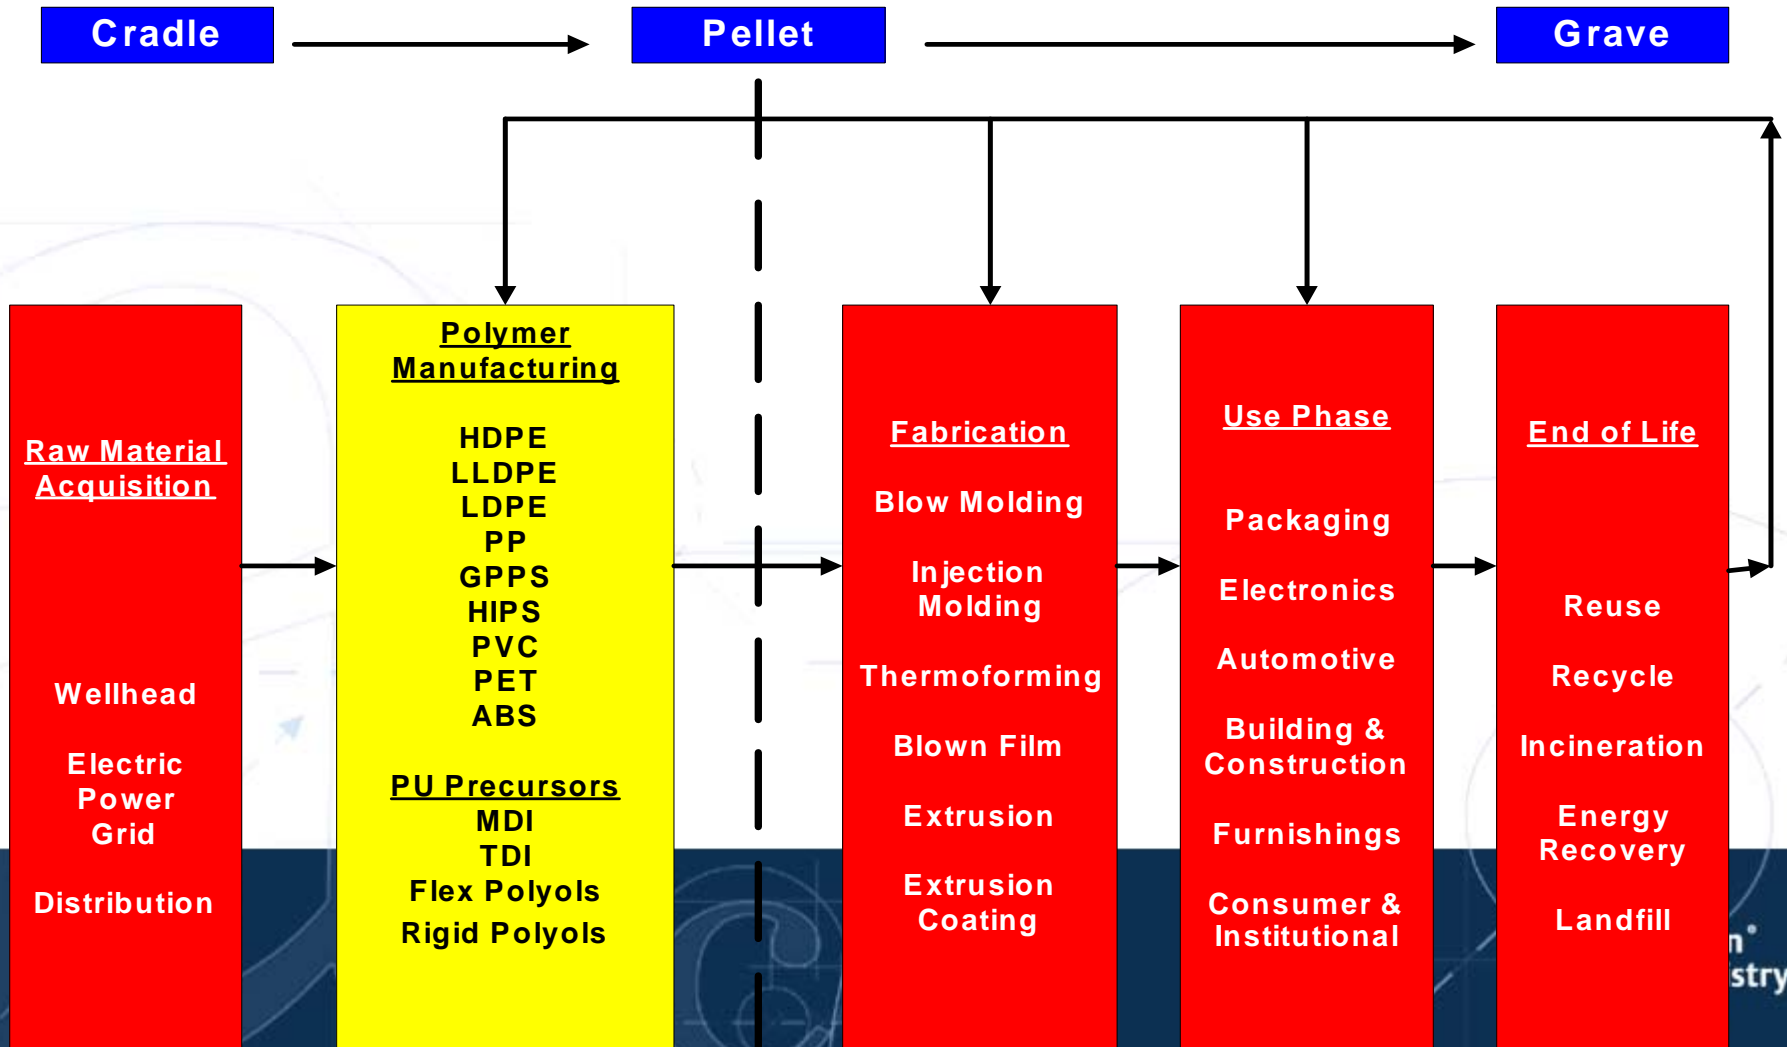 Cradle
Pellet
Grave
Raw Material
Acquisition
Wellhead
Electric
Power
Grid
Distribution
Polymer
Manufacturing
HDPE
LLDPE
LDPE
PP
GPPS
HIPS
PVC
PET
ABS
PU Precursors
MDI
TDI
Flex Polyols
Rigid Polyols
Fabrication
Blow Molding
Injection
Molding
Thermoforming
Blown Film
Extrusion
Extrusion
Coating
Use Phase
Packaging
Electronics
Automotive
Building &
Construction
Furnishings
Consumer &
Institutional
End of Life
Reuse
Recycle
Incineration
Energy
Recovery
Landfill